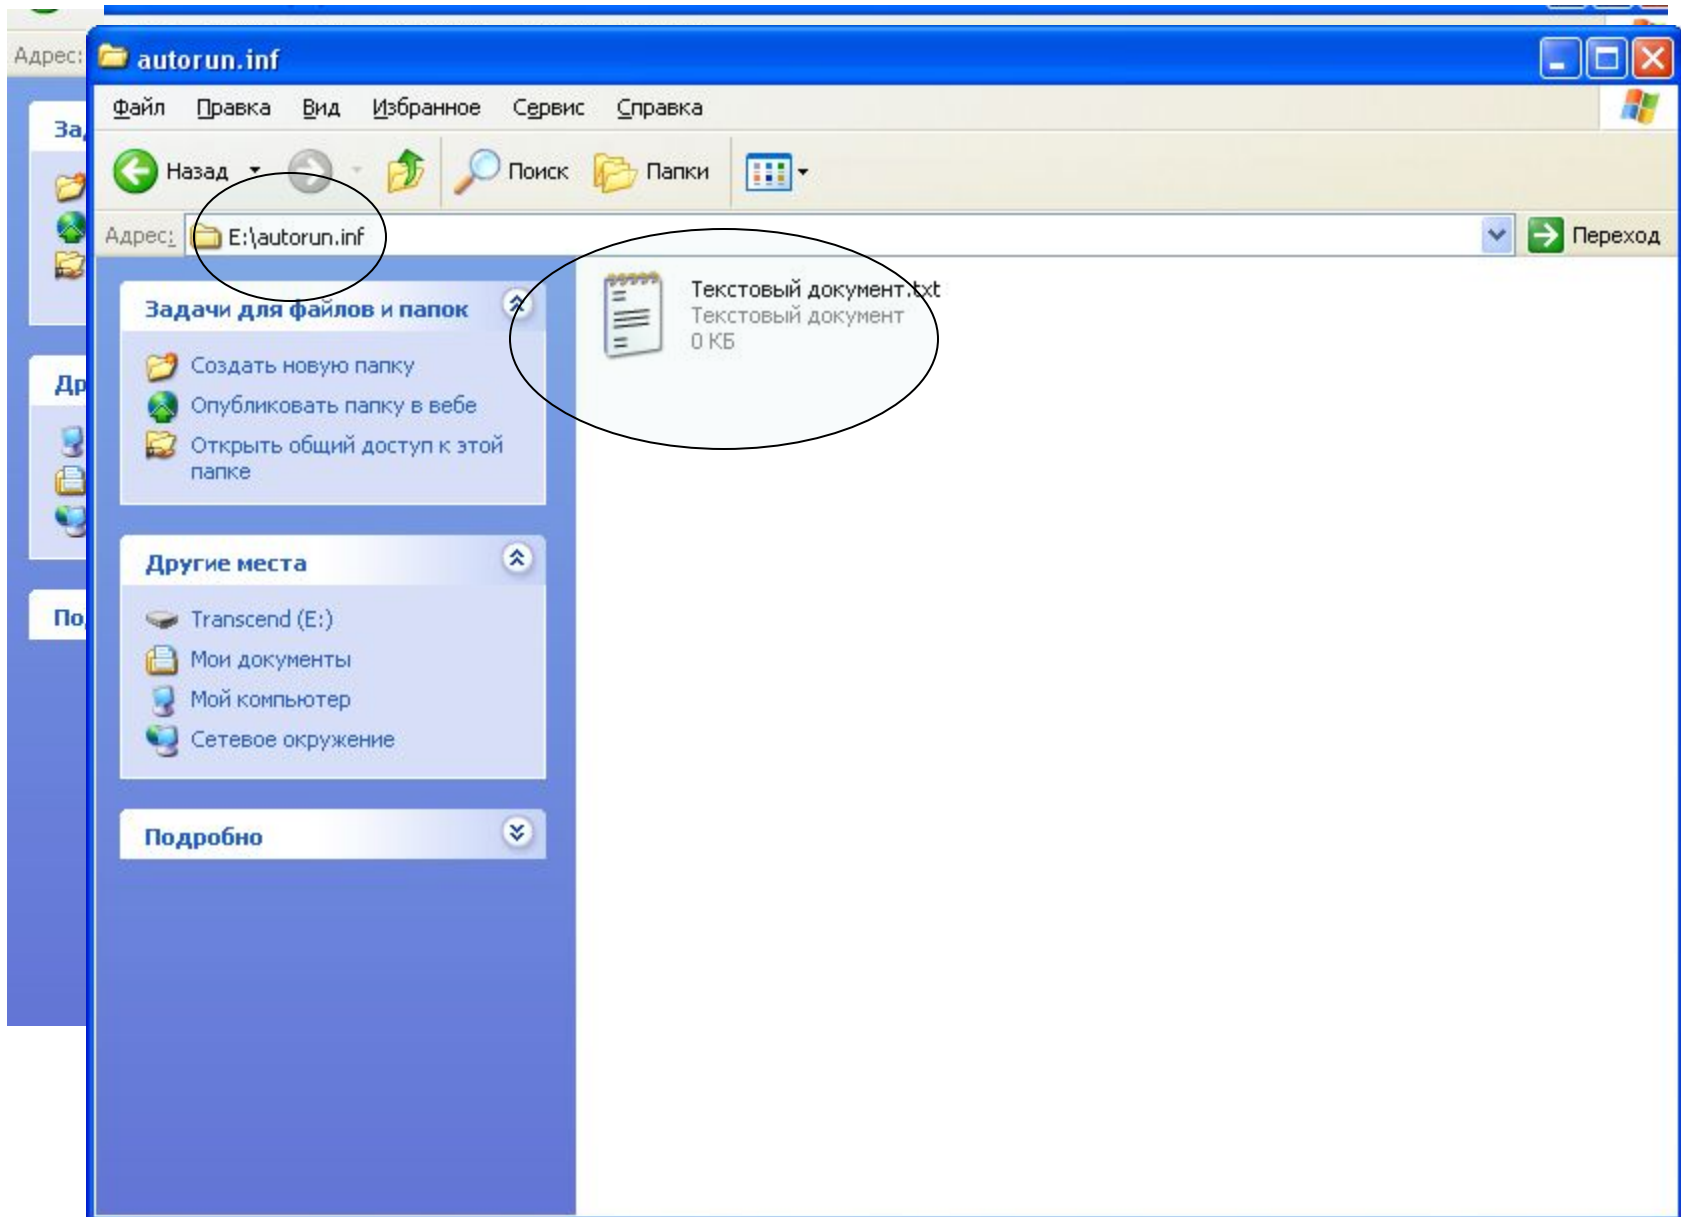 Адрес:
autorun.inf
Файл Правка Вид Избранное Сервис Справка
Назад Поиск Папки
Адрес: E:\autorun.inf Переход
Задачи для файлов и папок
Создать новую папку
Опубликовать папку в вебе
Открыть общий доступ к этой
папке
Другие места
Transcend (E:)
Мои документы
Мой компьютер
Сетевое окружение
Подробно
Текстовый документ.txt
Текстовый документ
0 КБ